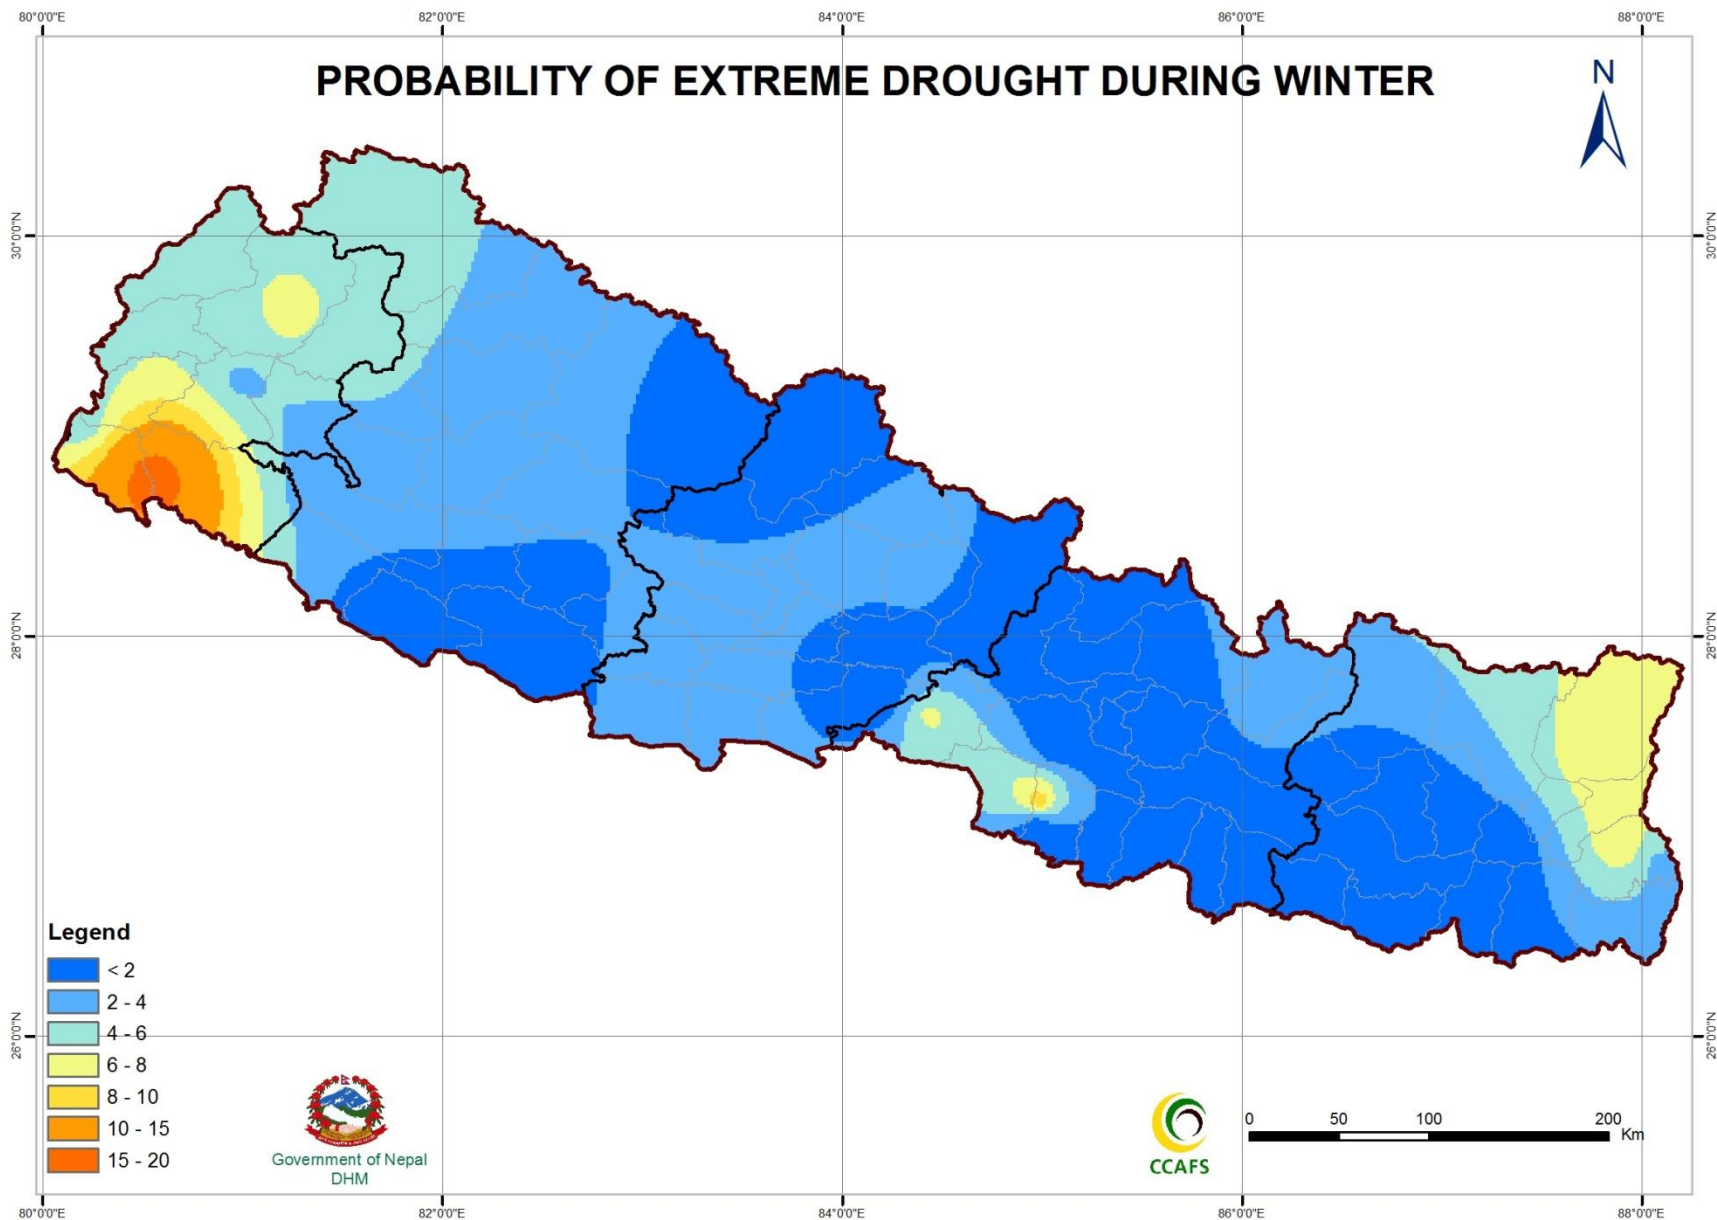 80°0'0"E 82°0'0"E 84°0'0"E 86°0'0"E 88°0'0"E
PROBABILITY OF EXTREME DROUGHT DURING WINTER
N
30°0'0"N 30°0'0"N
28°0'0"N 28°0'0"N
26°0'0"N 26°0'0"N
Legend
< 2
2 - 4
4 - 6
6 - 8
8 - 10
10 - 15
15 - 20
Government of Nepal
DHM
CCAFS
0 50 100 200
Km
80°0'0"E 82°0'0"E 84°0'0"E 86°0'0"E 88°0'0"E